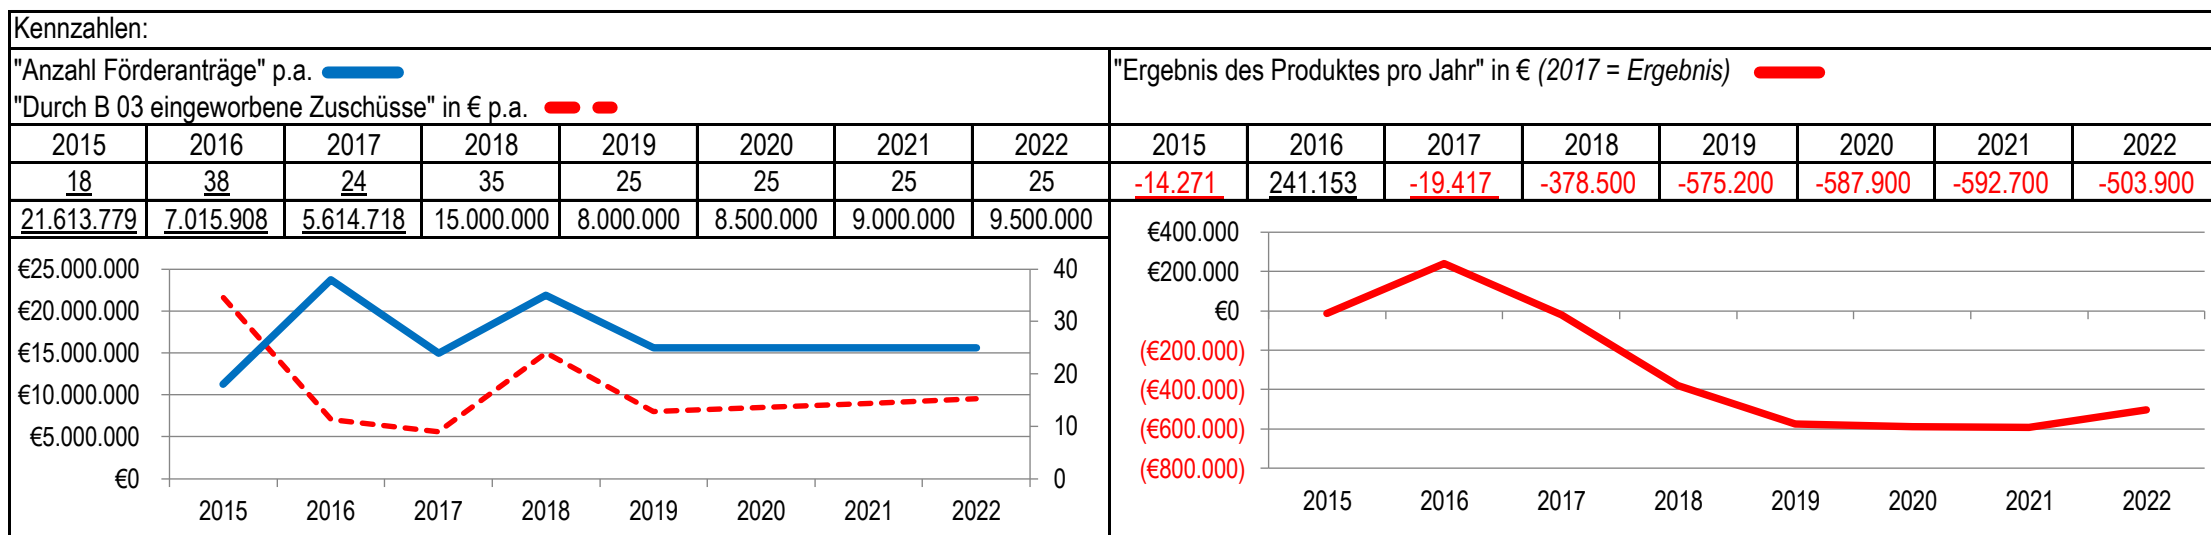 Kennzahlen:
"Anzahl Förderanträge" p.a.
"Durch B 03 eingeworbene Zuschüsse" in € p.a.
2015 2016 2017 2018 2019 2020 2021 2022
18 38 24 35 25 25 25 25
21.613.779 7.015.908 5.614.718 15.000.000 8.000.000 8.500.000 9.000.000 9.500.000
€25.000.000 40
€20.000.000
30
€15.000.000
20
€10.000.000
10
€5.000.000
€0 0
2015 2016 2017 2018 2019 2020 2021 2022
"Ergebnis des Produktes pro Jahr" in € (2017 = Ergebnis)
2015 2016 2017 2018 2019 2020 2021 2022
-14.271 241.153 -19.417 -378.500 -575.200 -587.900 -592.700 -503.900
€400.000
€200.000
€0
(€200.000)
(€400.000)
(€600.000)
(€800.000)
2015 2016 2017 2018 2019 2020 2021 2022